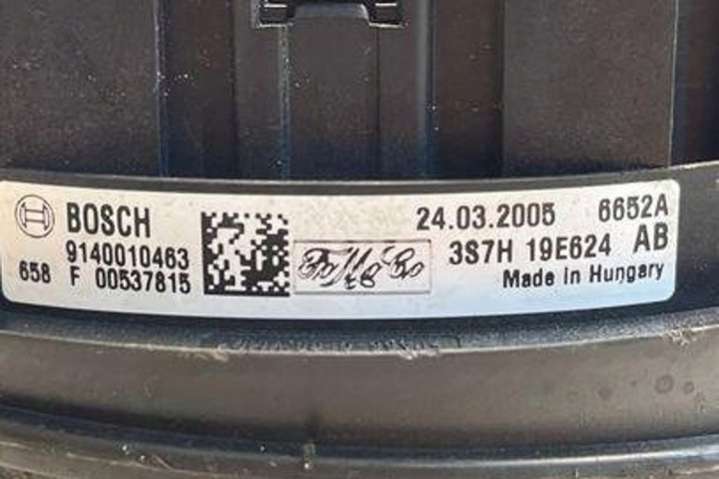 BOSCH 24.03.2005 6652A
9140010463 3S7H 19E624 AB
658 F 00537815 Made in Hungary